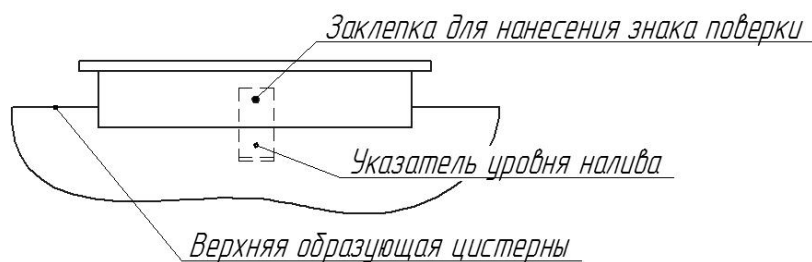 Заклепка для нанесения знака поверки
Указатель уровня налива
Верхняя образующая цистерны